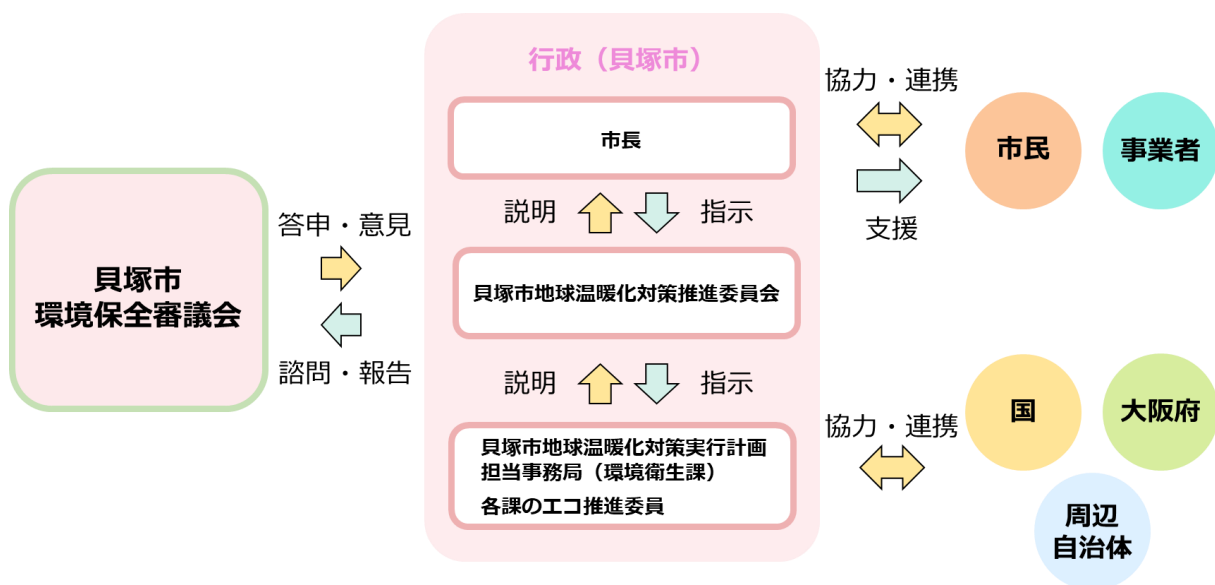 行政（貝塚市）
市長
説明
指示
貝塚市地球温暖化対策推進委員会
説明
指示
貝塚市地球温暖化対策実行計画
担当事務局（環境衛生課）
各課のエコ推進委員
貝塚市
環境保全審議会
答申・意見
諮問・報告
協力・連携
支援
市民
事業者
協力・連携
国
大阪府
周辺
自治体